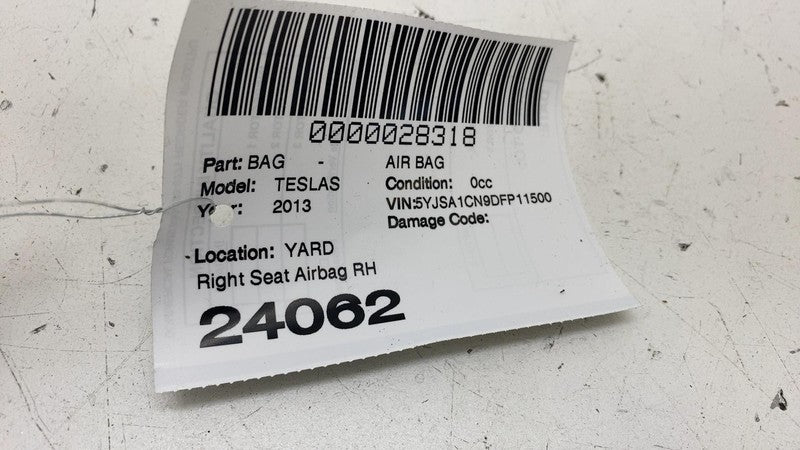 0000028318
Part: BAG - AIR BAG
Model: TESLAS Condition: 0cc
Year: 2013 VIN:5YJSA1CN9DFP11500
Damage Code:
Location: YARD
Right Seat Airbag RH
24062